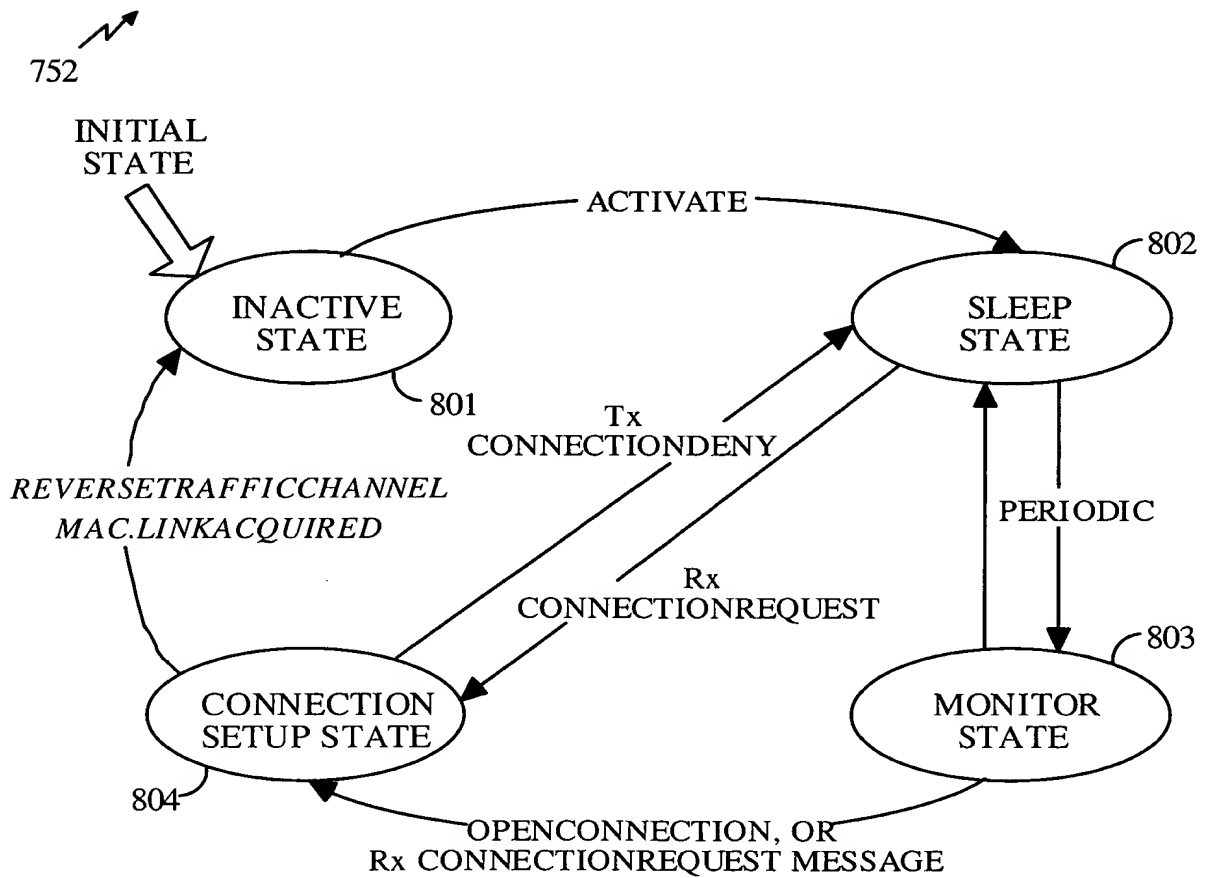 752
INITIAL
STATE
ACTIVATE
802
INACTIVE
STATE
SLEEP
STATE
801
Tx
CONNECTIONDENY
REVERSETRAFFICCHANNEL
MAC.LINKACQUIRED
PERIODIC
Rx
CONNECTIONREQUEST
803
CONNECTION
SETUP STATE
MONITOR
STATE
804
OPENCONNECTION, OR
Rx CONNECTIONREQUEST MESSAGE